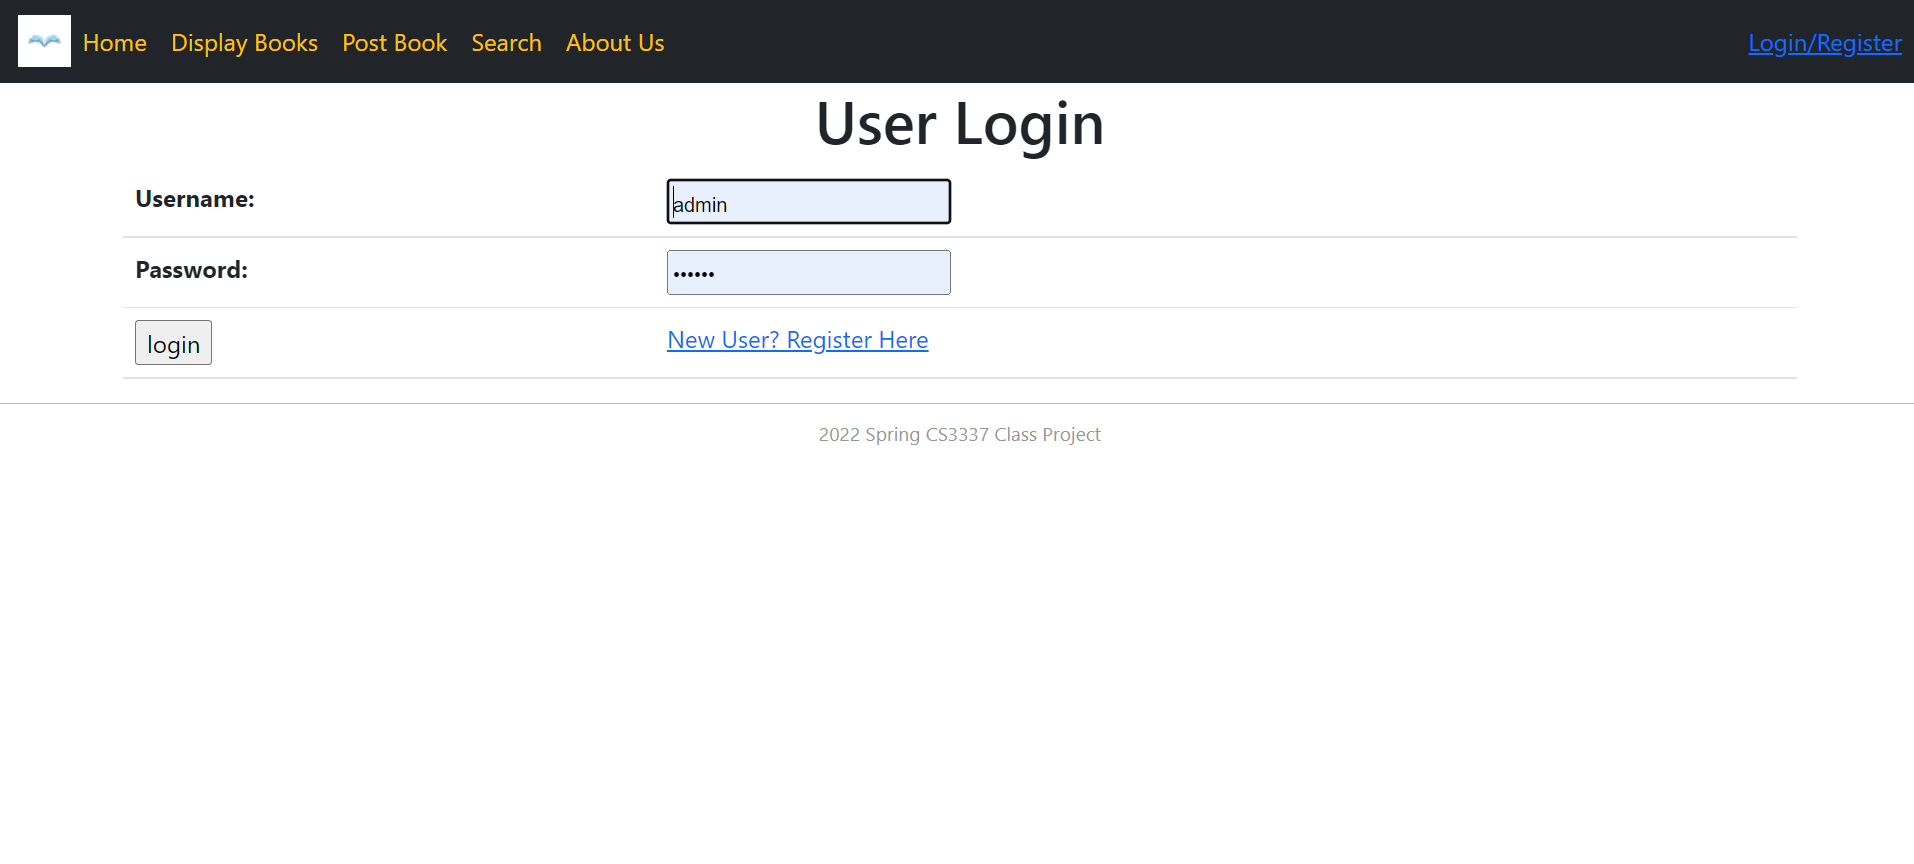 Home Display Books Post Book Search About Us Login/Register
User Login
Username: admin
Password: ••••••
login New User? Register Here
2022 Spring CS3337 Class Project